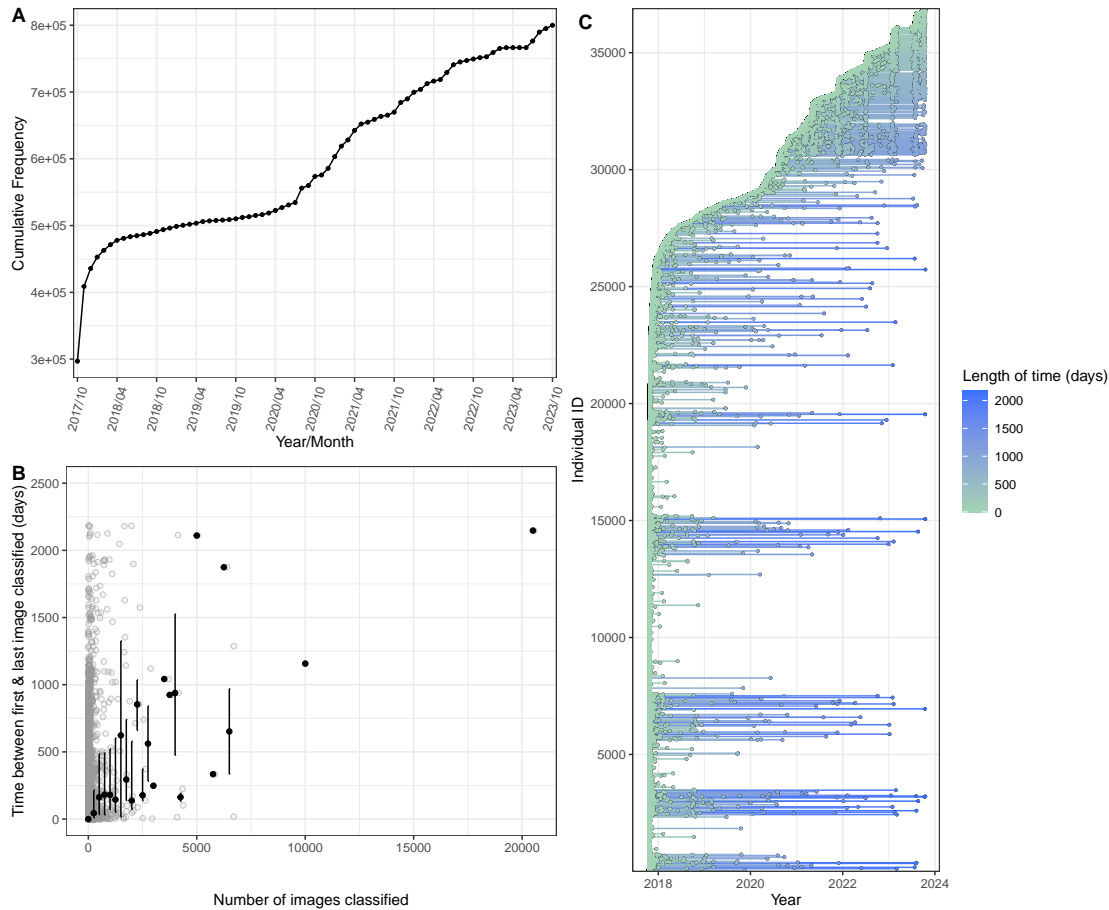 A
8e+05
7e+05
6e+05
5e+05
4e+05
3e+05
Cumulative Frequency
2017/10
2018/04
2018/10
2019/04
2019/10
2020/04
2020/10
2021/04
2021/10
2022/04
2022/10
2023/04
2023/10
Year/Month
B
2500
2000
1500
1000
500
0
Time between first & last image classified (days)
0
5000
10000
15000
20000
Number of images classified
C
35000
30000
25000
20000
15000
10000
5000
Individual ID
2018
2020
2022
2024
Year
Length of time (days)
2000
1500
1000
500
0